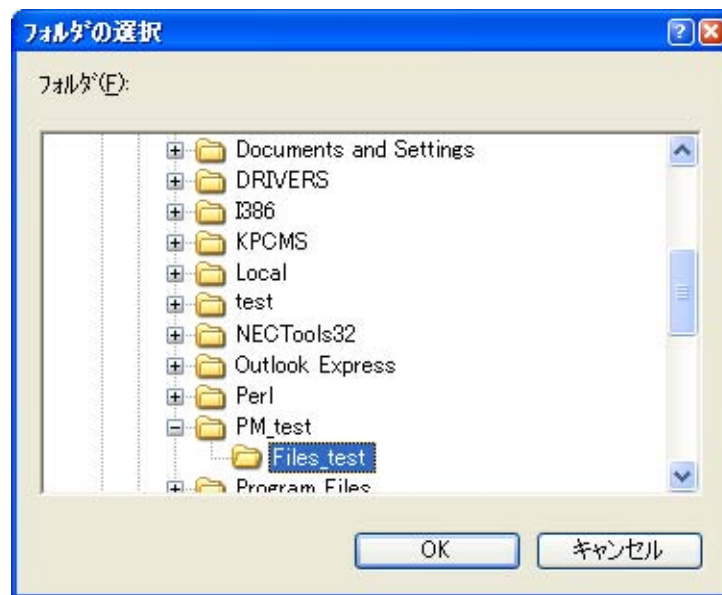 フォルダの選択
フォルダ(F):
Documents and Settings
DRIVERS
I386
KPCMS
Local
test
NECTools32
Outlook Express
Perl
PM_test
Files_test
Program Files
OK
キャンセル